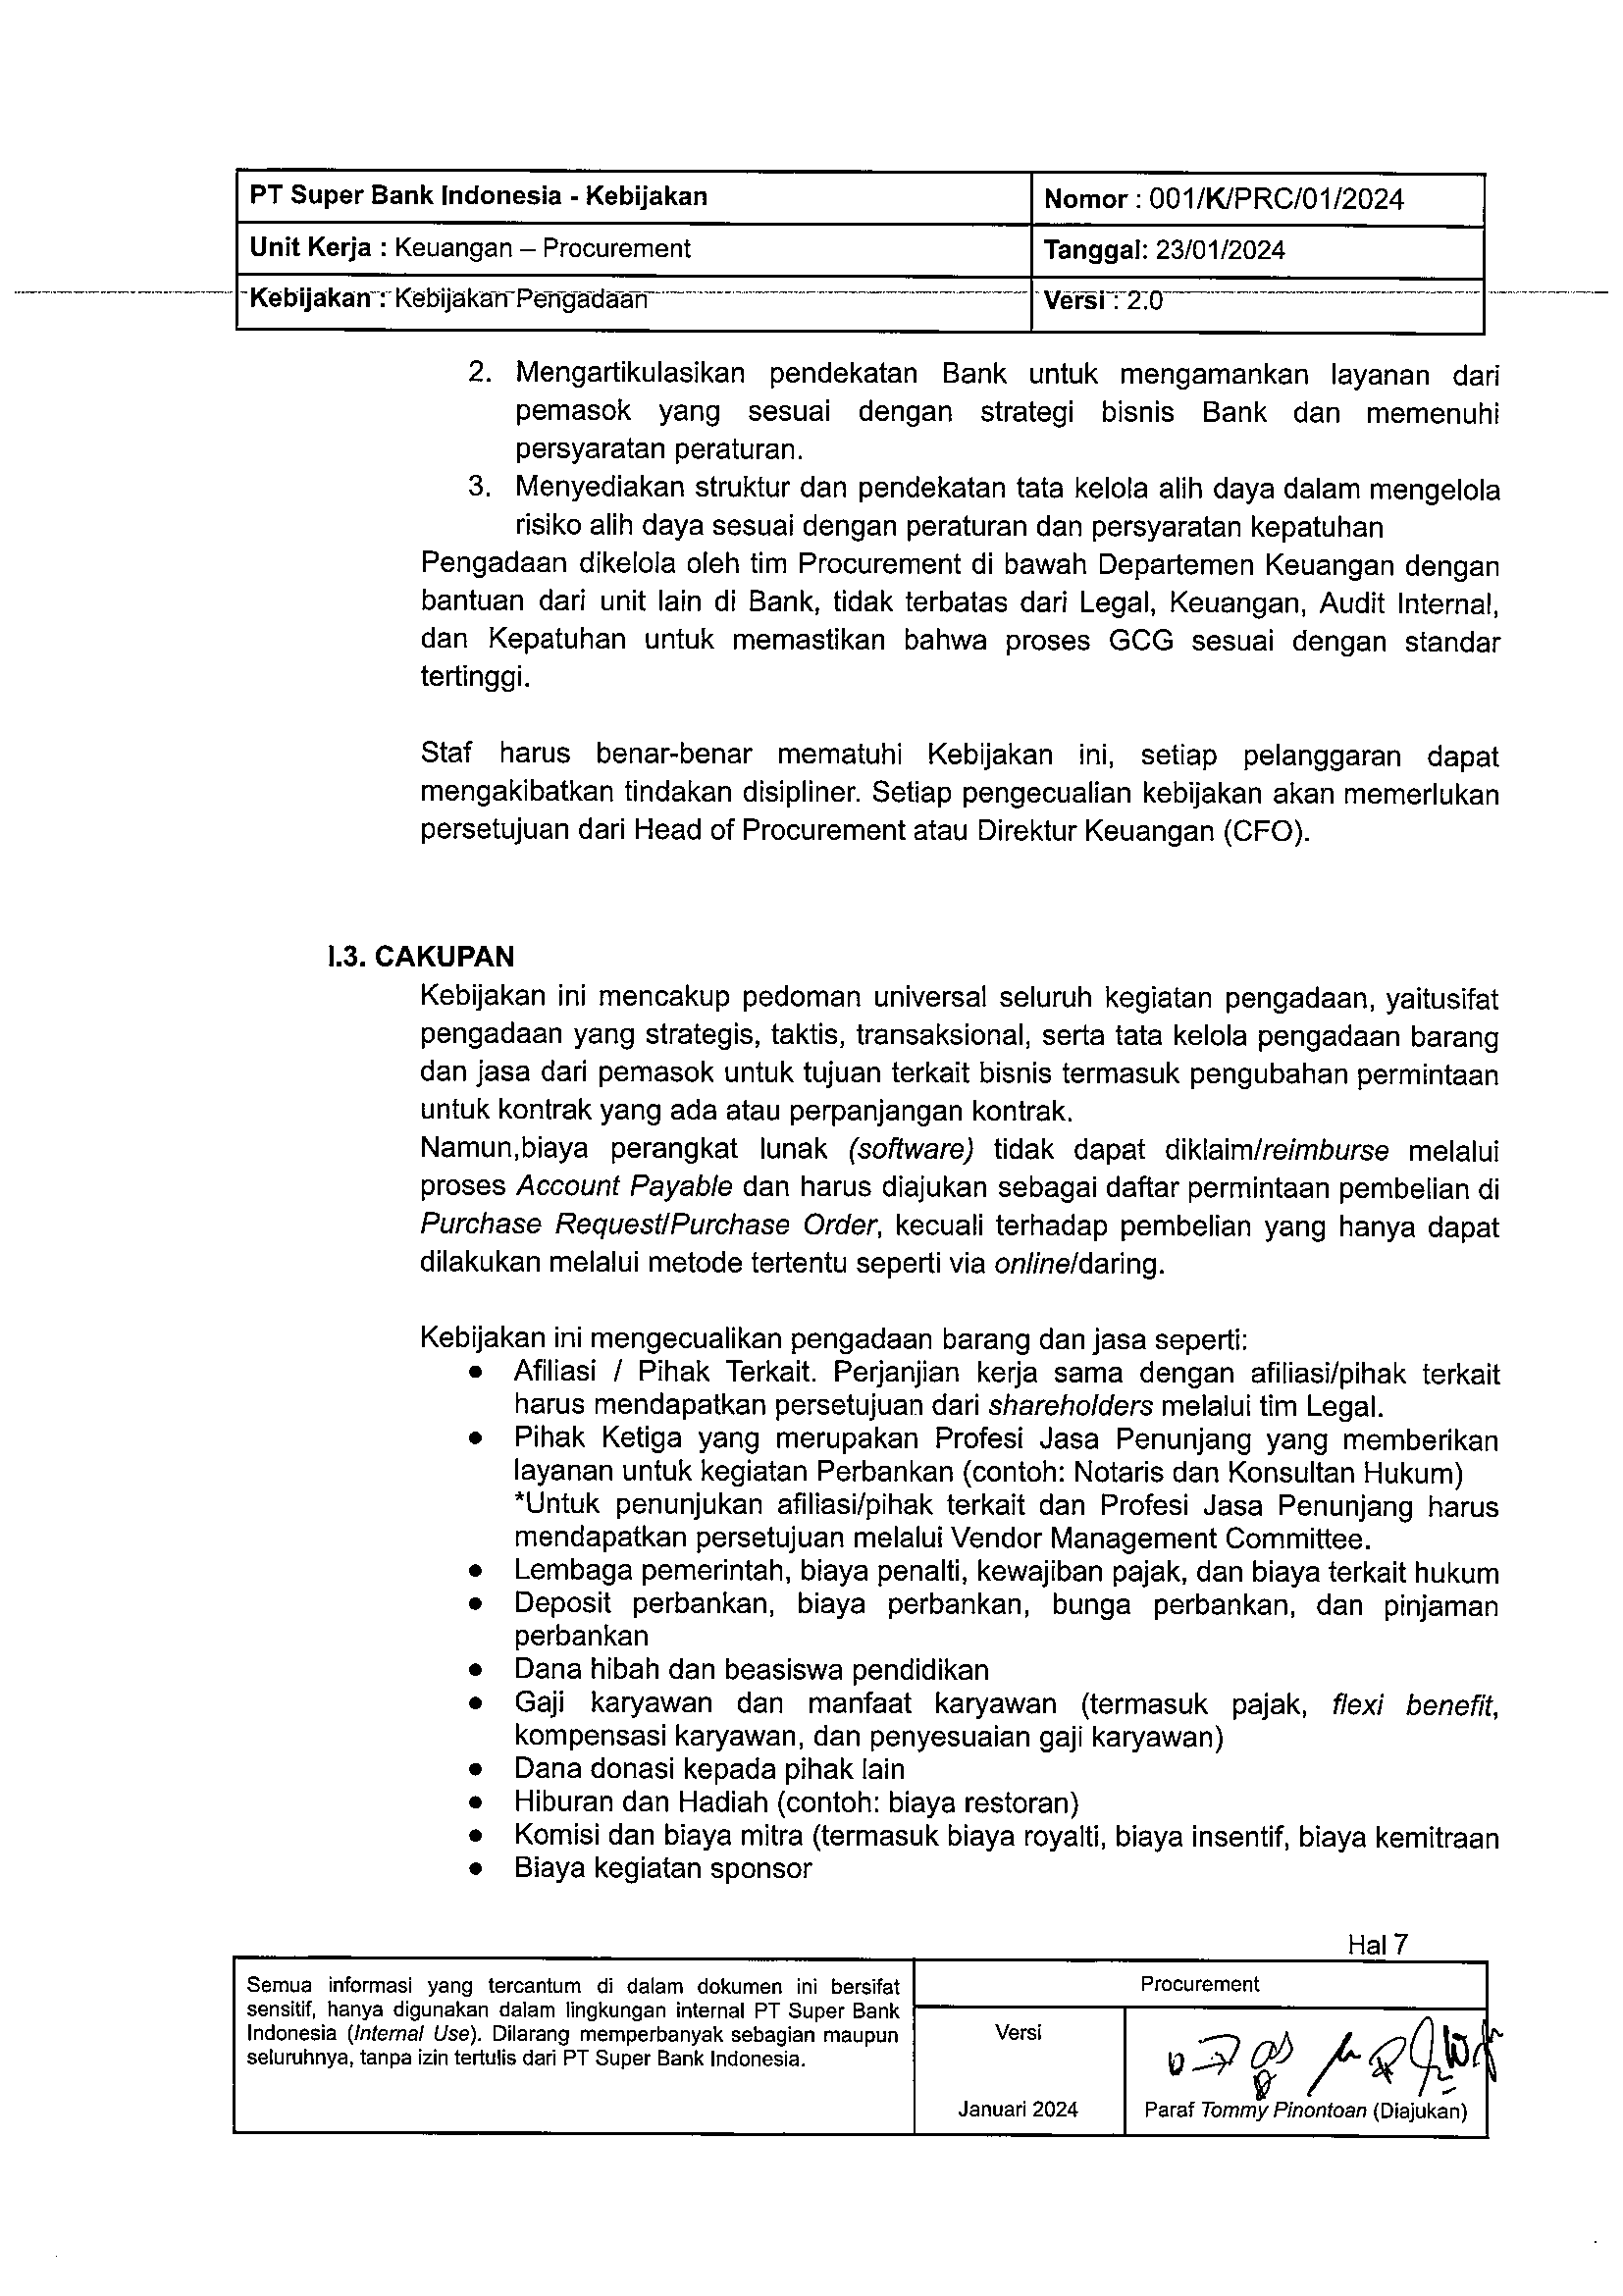 PT Super Bank Indonesia - Kebijakan
Nomor : 001/K/PRC/01/2024
Unit Kerja : Keuangan – Procurement
Tanggal: 23/01/2024
Kebijakan : Kebijakan Pengadaan
Versi : 2.0
2. Mengartikulasikan pendekatan Bank untuk mengamankan layanan dari
pemasok yang sesuai dengan strategi bisnis Bank dan memenuhi
persyaratan peraturan.
3. Menyediakan struktur dan pendekatan tata kelola alih daya dalam mengelola
risiko alih daya sesuai dengan peraturan dan persyaratan kepatuhan
Pengadaan dikelola oleh tim Procurement di bawah Departemen Keuangan dengan
bantuan dari unit lain di Bank, tidak terbatas dari Legal, Keuangan, Audit Internal,
dan Kepatuhan untuk memastikan bahwa proses GCG sesuai dengan standar
tertinggi.
Staf harus benar-benar mematuhi Kebijakan ini, setiap pelanggaran dapat
mengakibatkan tindakan disipliner. Setiap pengecualian kebijakan akan memerlukan
persetujuan dari Head of Procurement atau Direktur Keuangan (CFO).
I.3. CAKUPAN
Kebijakan ini mencakup pedoman universal seluruh kegiatan pengadaan, yaitusifat
pengadaan yang strategis, taktis, transaksional, serta tata kelola pengadaan barang
dan jasa dari pemasok untuk tujuan terkait bisnis termasuk pengubahan permintaan
untuk kontrak yang ada atau perpanjangan kontrak.
Namun,biaya perangkat lunak (software) tidak dapat diklaim/reimburse melalui
proses Account Payable dan harus diajukan sebagai daftar permintaan pembelian di
Purchase Request/Purchase Order, kecuali terhadap pembelian yang hanya dapat
dilakukan melalui metode tertentu seperti via online/daring.
Kebijakan ini mengecualikan pengadaan barang dan jasa seperti:
● Afiliasi / Pihak Terkait. Perjanjian kerja sama dengan afiliasi/pihak terkait
harus mendapatkan persetujuan dari shareholders melalui tim Legal.
● Pihak Ketiga yang merupakan Profesi Jasa Penunjang yang memberikan
layanan untuk kegiatan Perbankan (contoh: Notaris dan Konsultan Hukum)
*Untuk penunjukan afiliasi/pihak terkait dan Profesi Jasa Penunjang harus
mendapatkan persetujuan melalui Vendor Management Committee.
● Lembaga pemerintah, biaya penalti, kewajiban pajak, dan biaya terkait hukum
● Deposit perbankan, biaya perbankan, bunga perbankan, dan pinjaman
perbankan
● Dana hibah dan beasiswa pendidikan
● Gaji karyawan dan manfaat karyawan (termasuk pajak, flexi benefit,
kompensasi karyawan, dan penyesuaian gaji karyawan)
● Dana donasi kepada pihak lain
● Hiburan dan Hadiah (contoh: biaya restoran)
● Komisi dan biaya mitra (termasuk biaya royalti, biaya insentif, biaya kemitraan
● Biaya kegiatan sponsor
Hal 7
Semua informasi yang tercantum di dalam dokumen ini bersifat
sensitif, hanya digunakan dalam lingkungan internal PT Super Bank
Indonesia (Internal Use). Dilarang memperbanyak sebagian maupun
seluruhnya, tanpa izin tertulis dari PT Super Bank Indonesia.
Procurement
Versi
Januari 2024
Paraf Tommy Pinontoan (Diajukan)